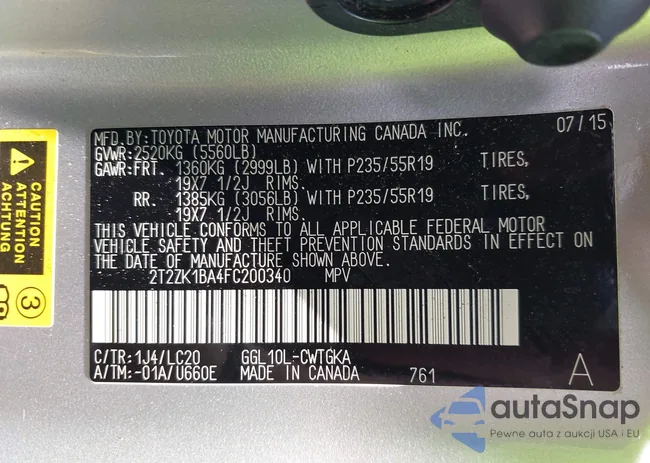 MFD.BY:TOYOTA MOTOR MANUFACTURING CANADA INC. 07/15
GVWR:2520KG (5560LB)
GAWR:FRT. 1360KG (2999LB) WITH P235/55R19 TIRES,
19X7 1/2J RIMS.
RR. 1385KG (3056LB) WITH P235/55R19 TIRES,
19X7 1/2J RIMS.
THIS VEHICLE CONFORMS TO ALL APPLICABLE FEDERAL MOTOR
VEHICLE SAFETY AND THEFT PREVENTION STANDARDS IN EFFECT ON
THE DATE OF MANUFACTURE SHOWN ABOVE.
2T2ZK1BA4FC200340 MPV
C/TR:1J4/LC20 GGL10L-CWTGKA
A/TM:-01A/U660E MADE IN CANADA 761 A
CAUTION
ACHTUNG
3
autaSnap
Pewne auta z aukcji USA i EU